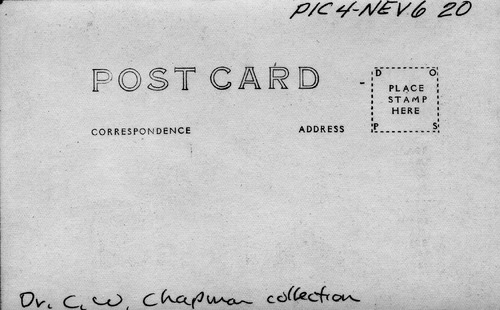 PIC4-NEV6 20
POST CARD
D O
PLACE
STAMP
HERE
P S
CORRESPONDENCE ADDRESS
Dr. C. W. Chapman collection